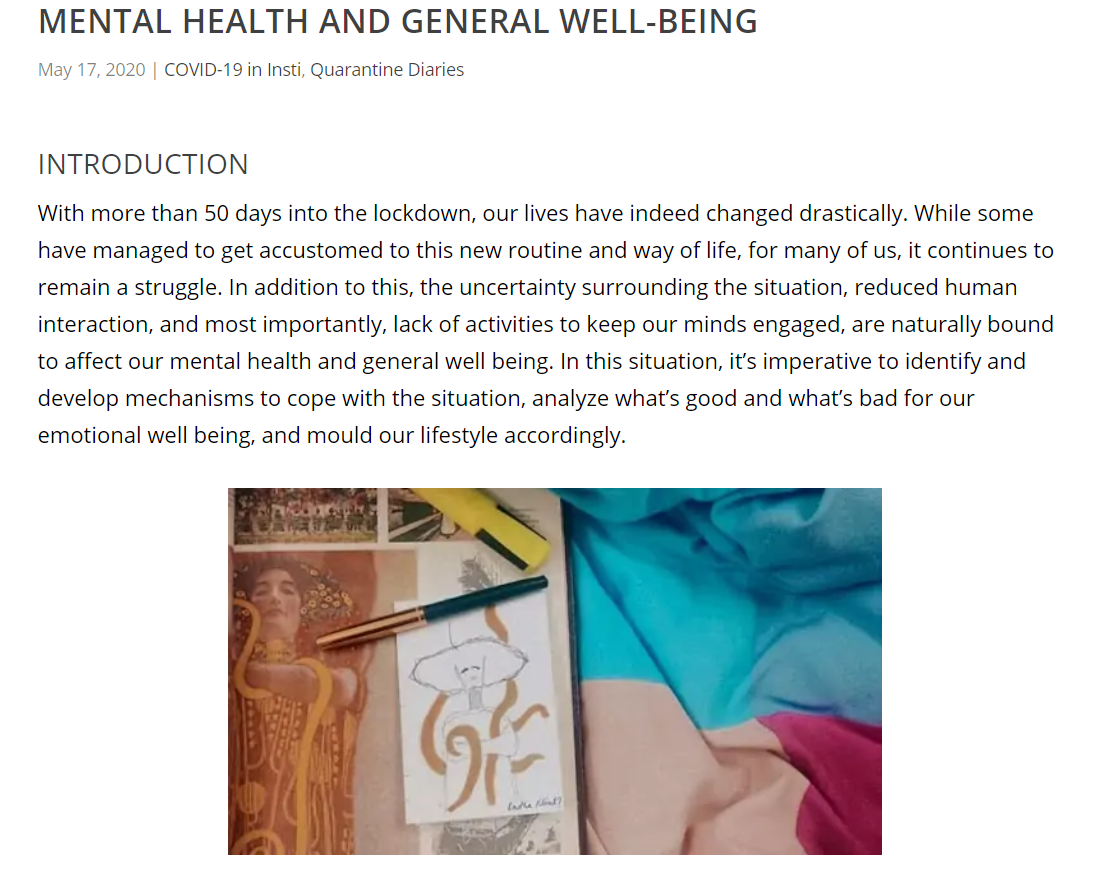 MENTAL HEALTH AND GENERAL WELL-BEING
May 17, 2020 | COVID-19 in Insti, Quarantine Diaries
INTRODUCTION
With more than 50 days into the lockdown, our lives have indeed changed drastically. While some
have managed to get accustomed to this new routine and way of life, for many of us, it continues to
remain a struggle. In addition to this, the uncertainty surrounding the situation, reduced human
interaction, and most importantly, lack of activities to keep our minds engaged, are naturally bound
to affect our mental health and general well being. In this situation, it’s imperative to identify and
develop mechanisms to cope with the situation, analyze what’s good and what’s bad for our
emotional well being, and mould our lifestyle accordingly.